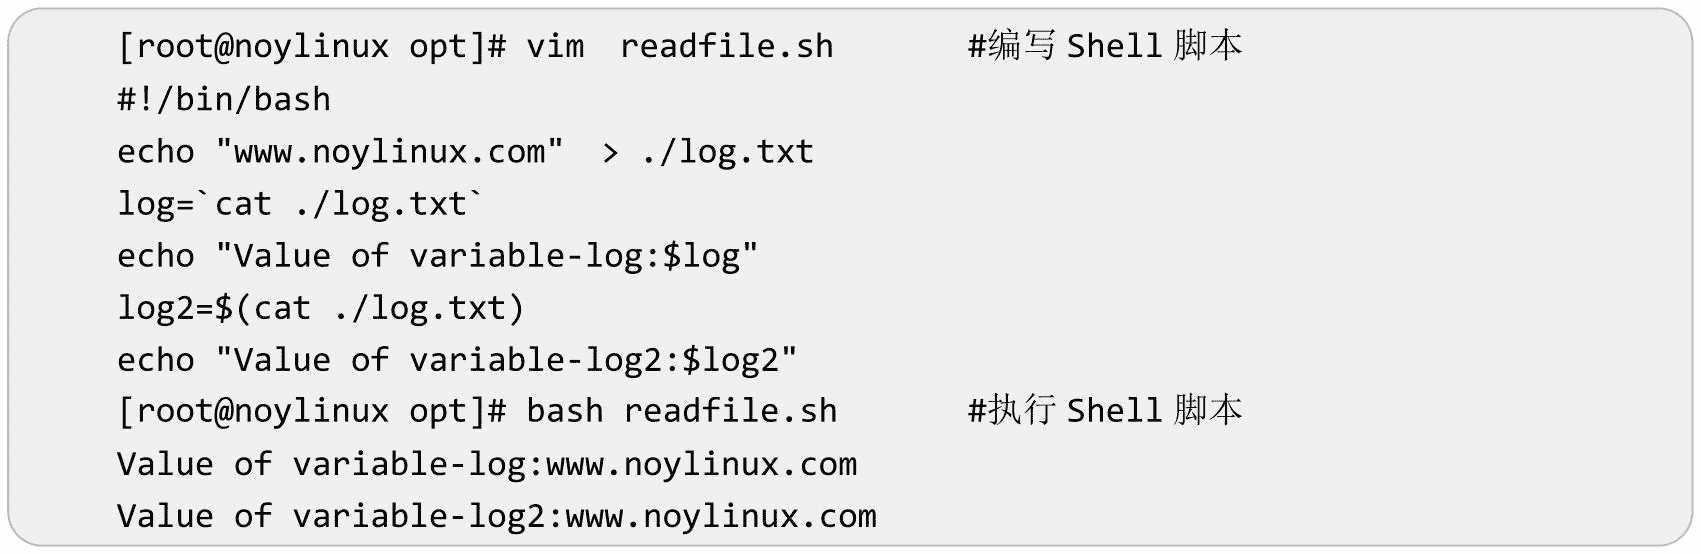 [root@noylinux opt]# vim  readfile.sh       #编写 Shell 脚本
#!/bin/bash
echo "www.noylinux.com"  > ./log.txt
log=`cat ./log.txt`
echo "Value of variable-log:$log"
log2=$(cat ./log.txt)
echo "Value of variable-log2:$log2"
[root@noylinux opt]# bash readfile.sh       #执行 Shell 脚本
Value of variable-log:www.noylinux.com
Value of variable-log2:www.noylinux.com